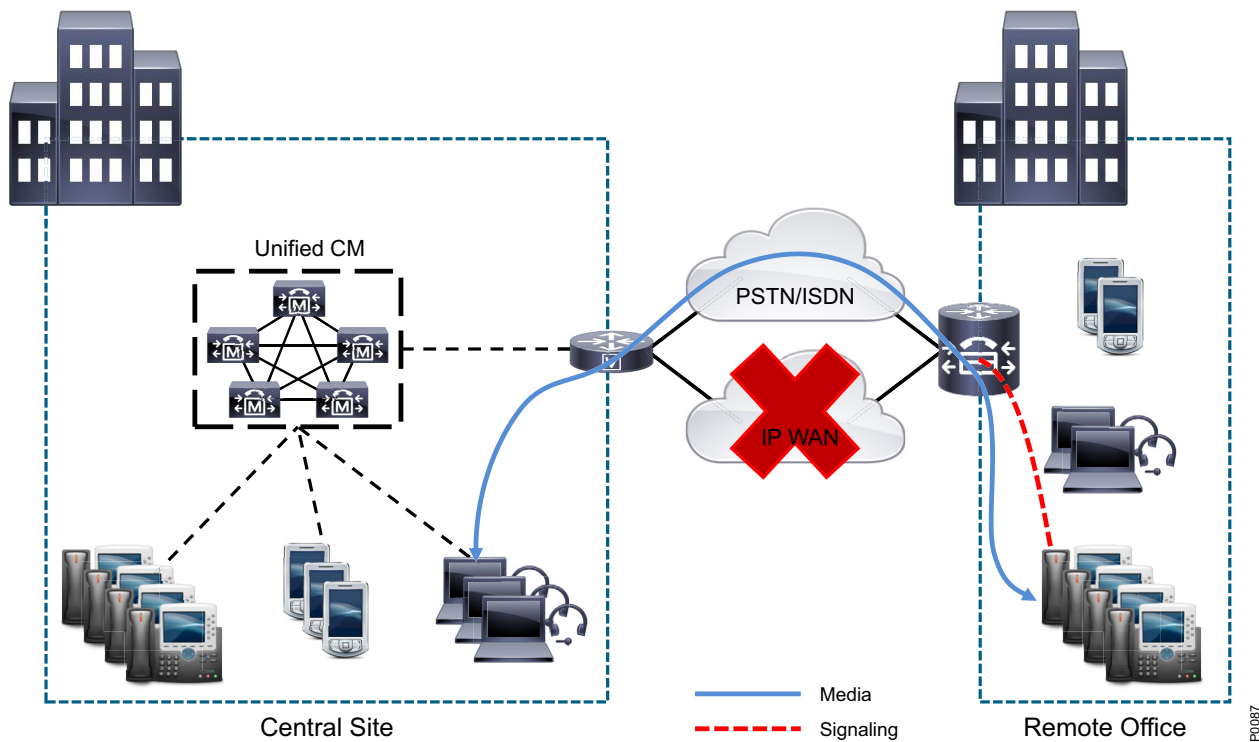 Unified CM
M
M
M
M
M
PSTN/ISDN
IP WAN
Media
Signaling
Central Site
Remote Office
P0087